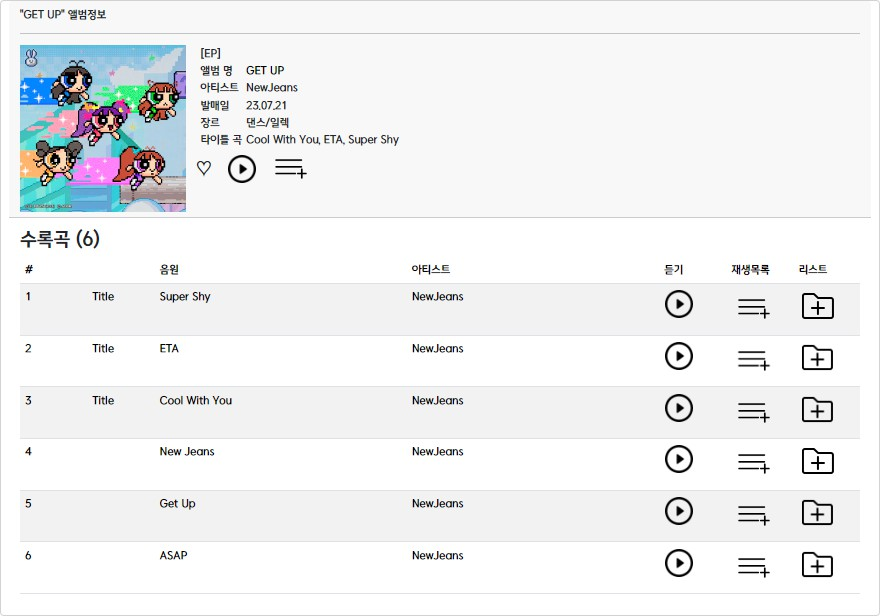 "GET UP" 앨범정보
[EP]
앨범 명 GET UP
아티스트 NewJeans
발매일 23.07.21
장르 댄스/일렉
타이틀 곡 Cool With You, ETA, Super Shy
수록곡 (6)
# 음원 아티스트 듣기 재생목록 리스트
1 Title Super Shy NewJeans
2 Title ETA NewJeans
3 Title Cool With You NewJeans
4 New Jeans NewJeans
5 Get Up NewJeans
6 ASAP NewJeans